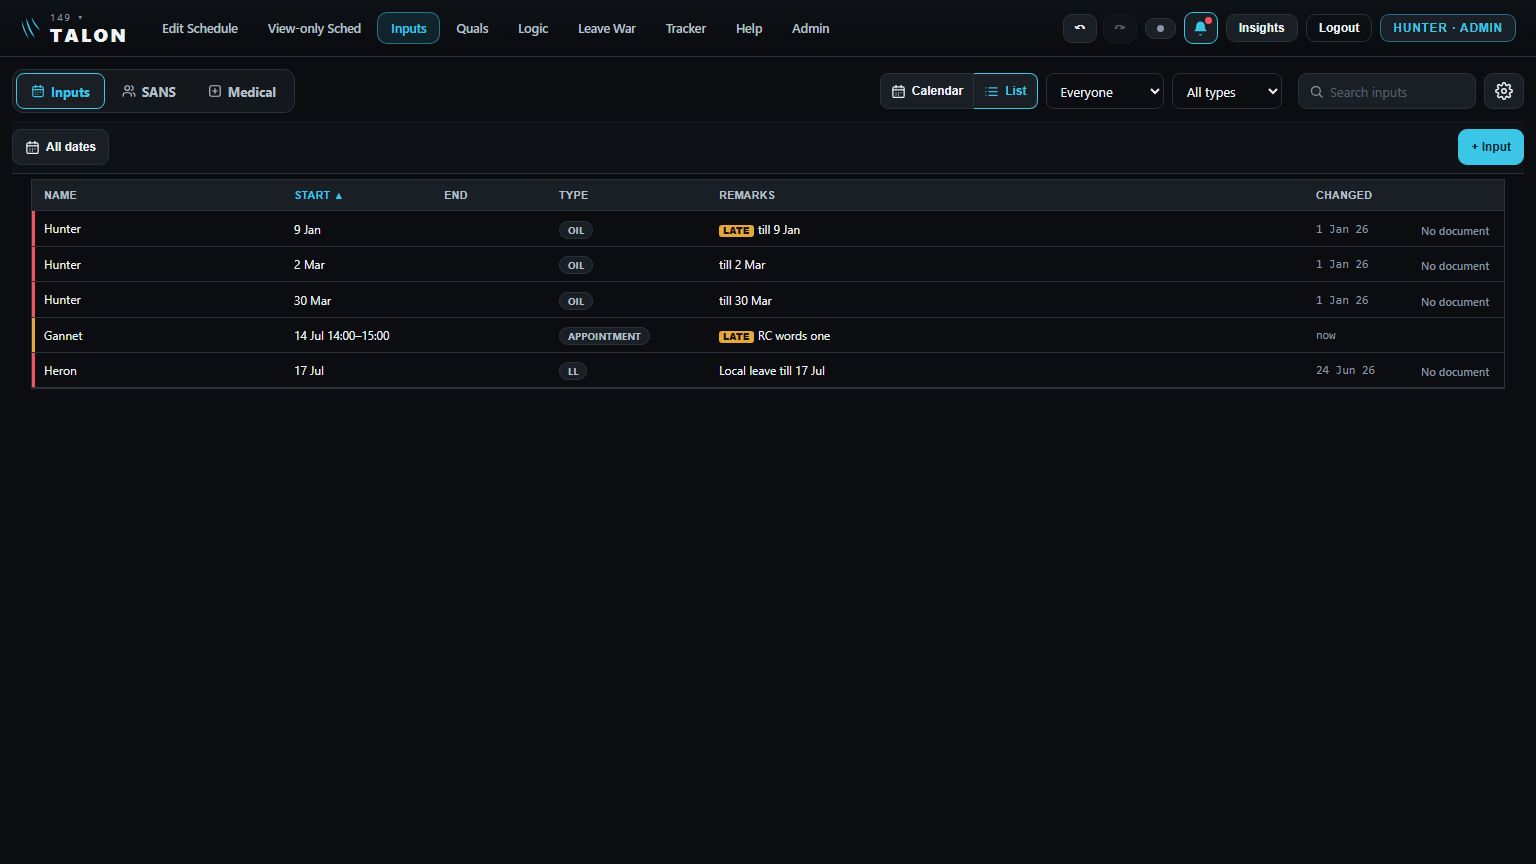 149 ▾
TALON
Edit Schedule
View-only Sched
Inputs
Quals
Logic
Leave War
Tracker
Help
Admin
Insights
Logout
HUNTER · ADMIN
Inputs
SANS
Medical
Calendar
List
Everyone
All types
Search inputs
All dates
+ Input
NAME START ▲ END TYPE REMARKS CHANGED
Hunter 9 Jan OIL LATE till 9 Jan 1 Jan 26 No document
Hunter 2 Mar OIL till 2 Mar 1 Jan 26 No document
Hunter 30 Mar OIL till 30 Mar 1 Jan 26 No document
Gannet 14 Jul 14:00–15:00 APPOINTMENT LATE RC words one now
Heron 17 Jul LL Local leave till 17 Jul 24 Jun 26 No document